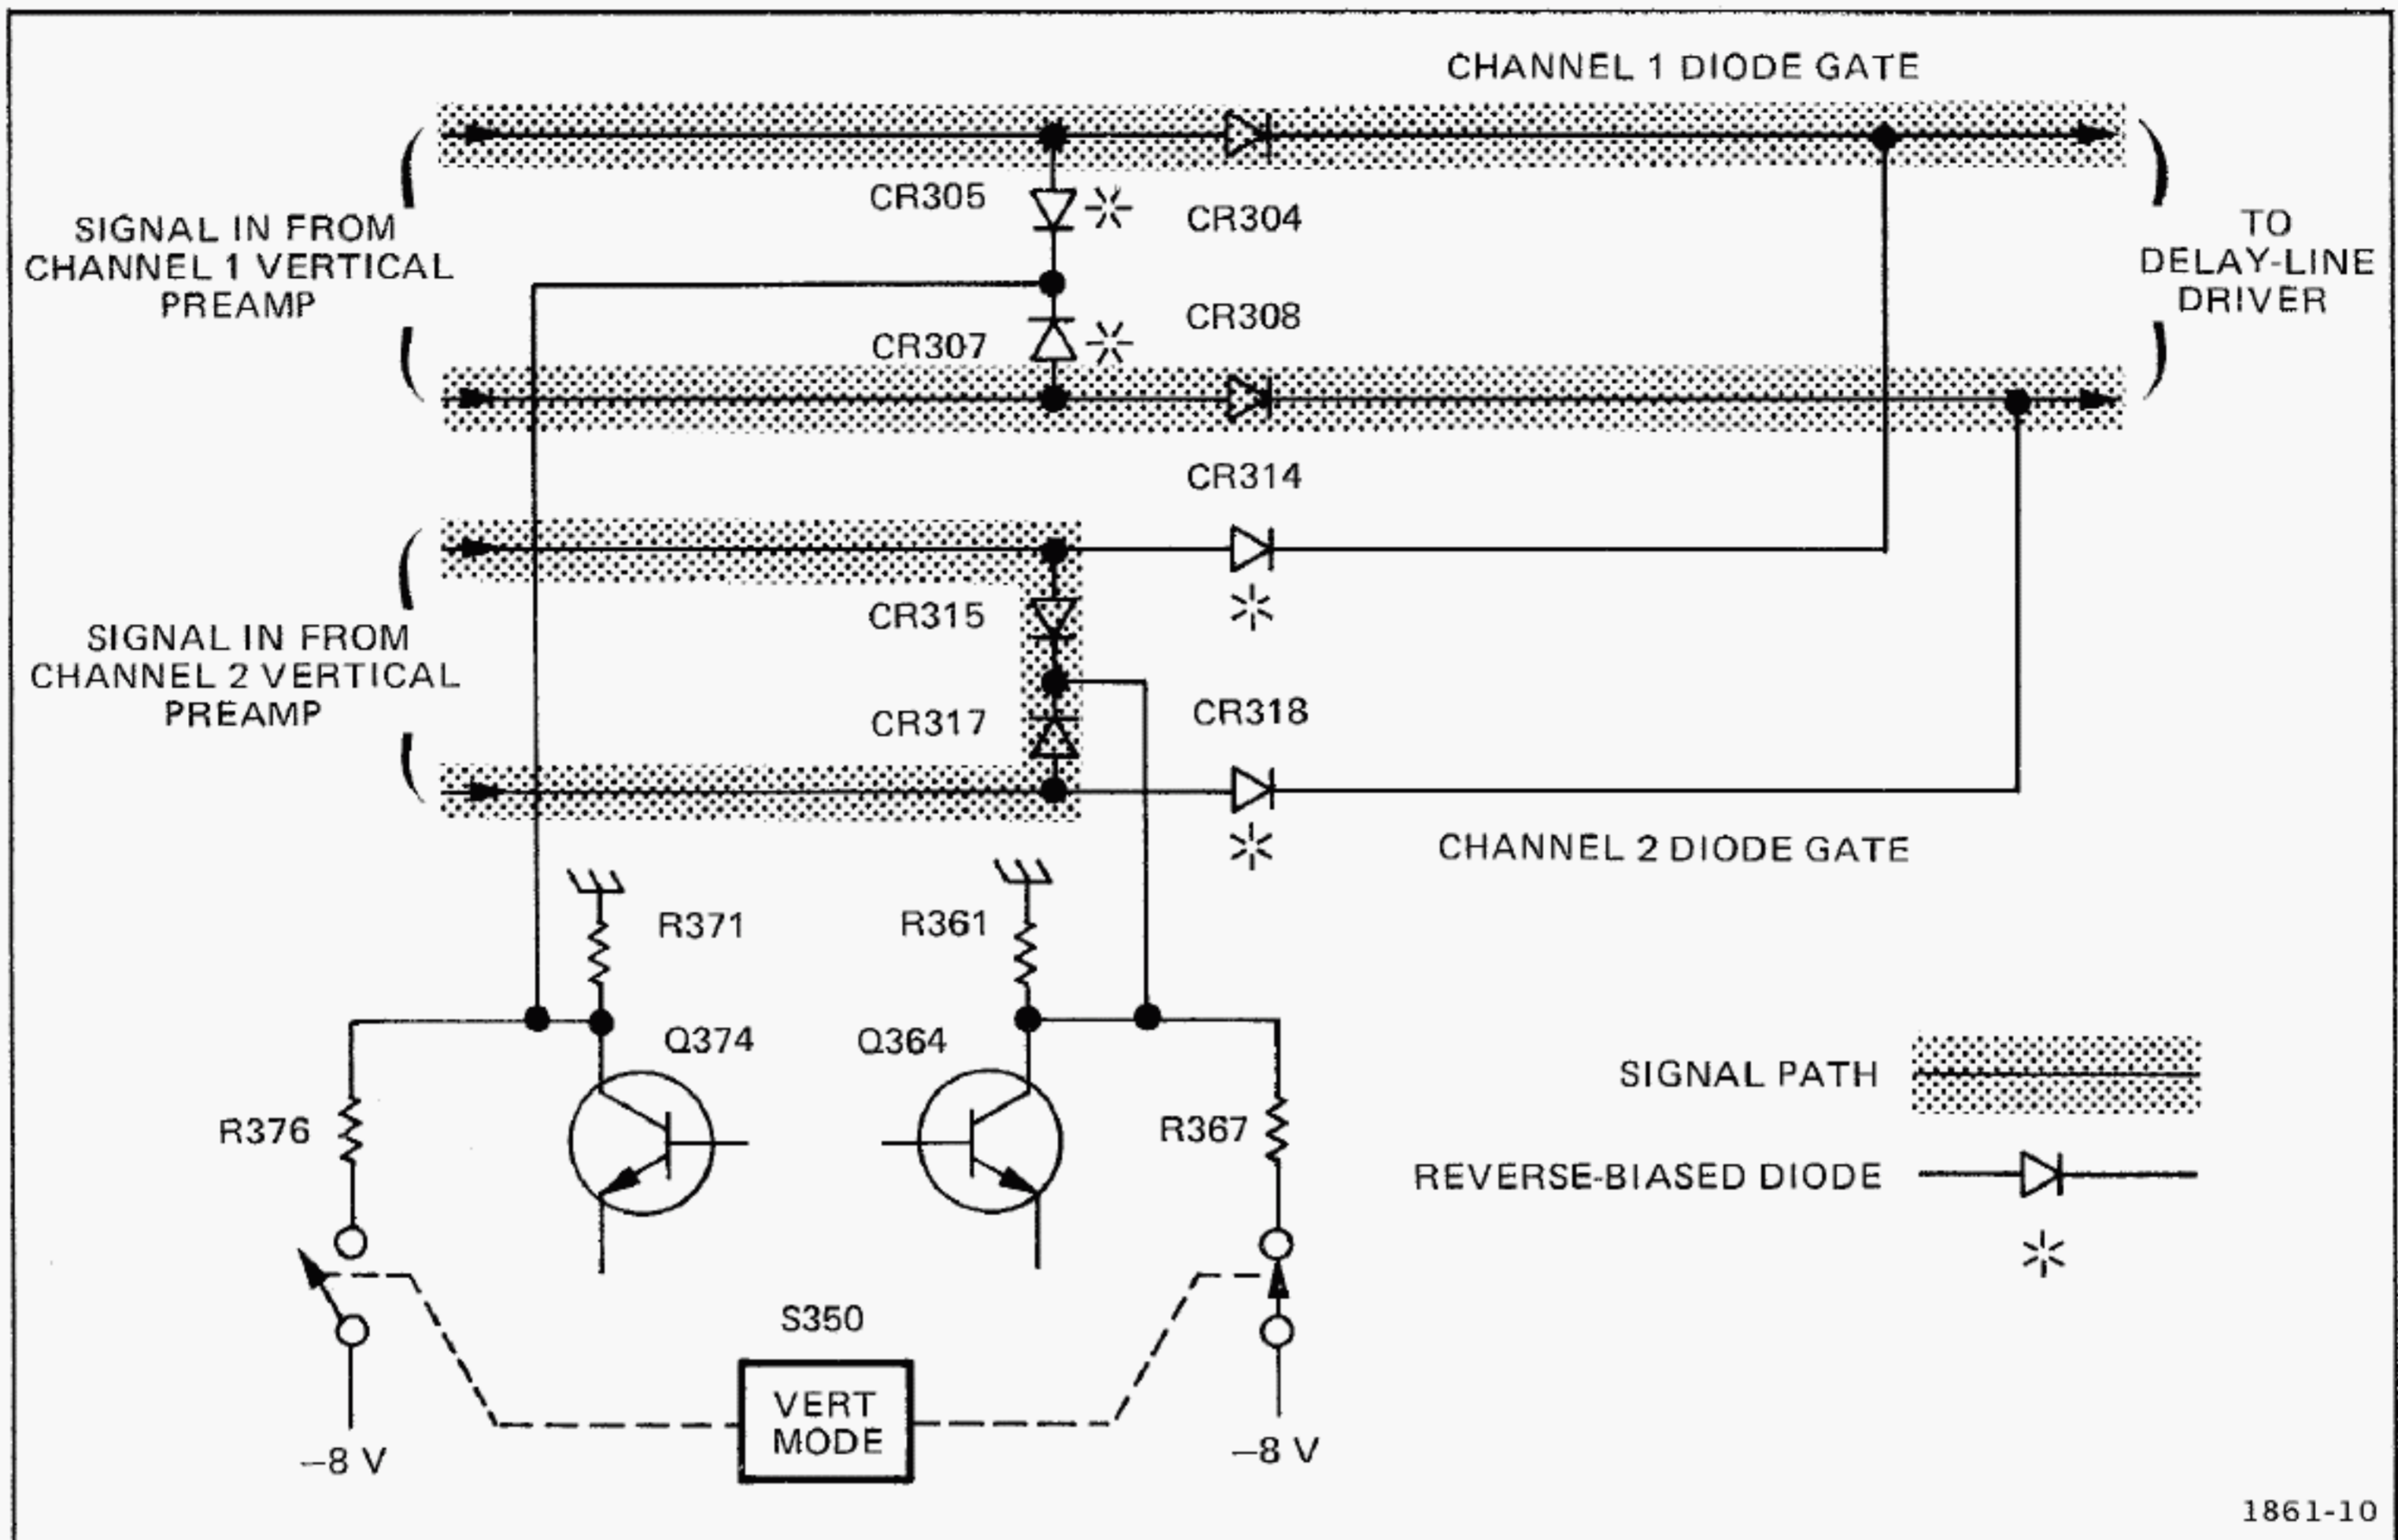 CHANNEL 1 DIODE GATE
CR305
CR304
SIGNAL IN FROM
CHANNEL 1 VERTICAL
PREAMP
TO
DELAY-LINE
DRIVER
CR308
CR307
CR314
CR315
SIGNAL IN FROM
CHANNEL 2 VERTICAL
PREAMP
CR317
CR318
CHANNEL 2 DIODE GATE
R371
R361
Q374
Q364
R376
R367
SIGNAL PATH
REVERSE-BIASED DIODE
S350
VERT
MODE
–8 V
–8 V
1861-10